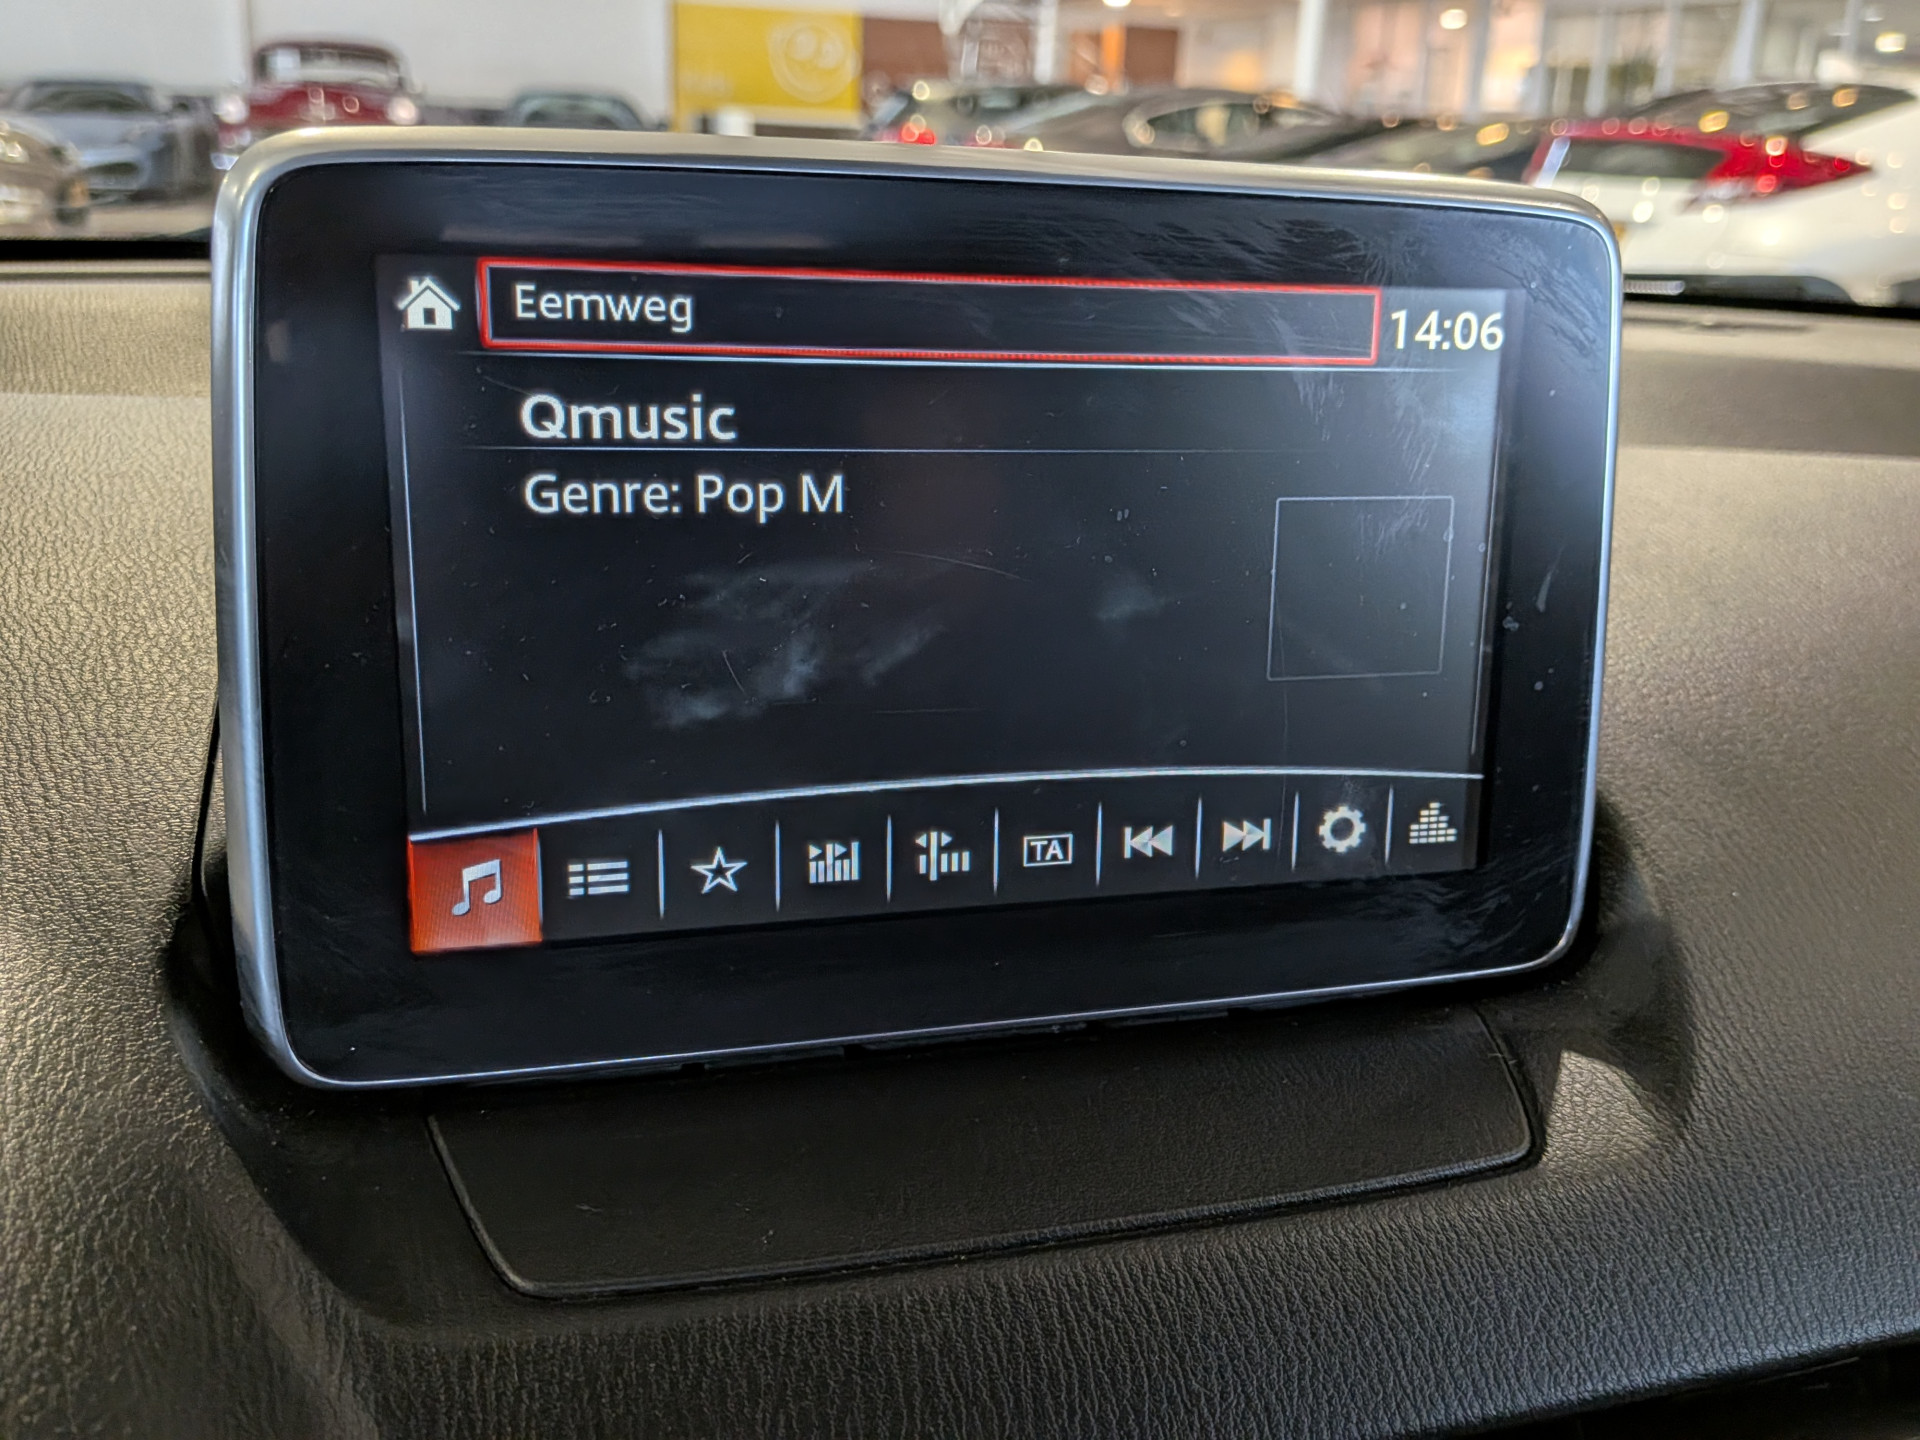 Eemweg
14:06
Qmusic
Genre: Pop M
TA